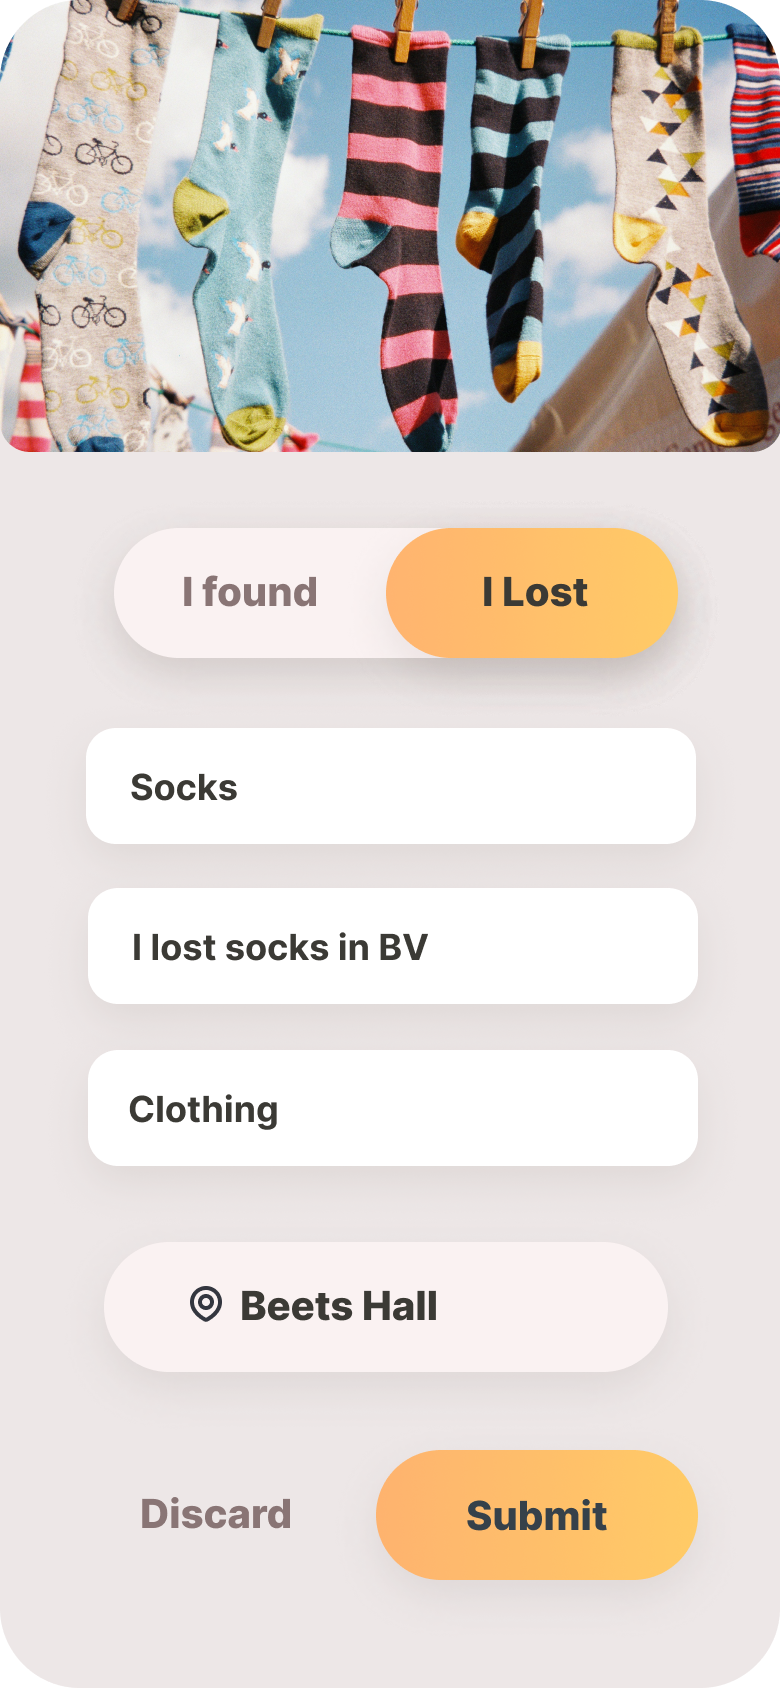 I found
I Lost
Socks
I lost socks in BV
Clothing
Beets Hall
Discard
Submit